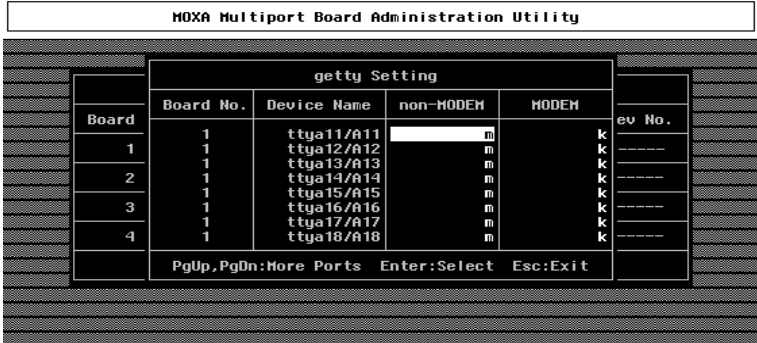 MOXA Multiport Board Administration Utility
getty Setting
Board No. Device Name non-MODEM MODEM
Board ev No.
1 ttya11/A11 m k
1 1 ttya12/A12 m k -----
1 ttya13/A13 m k
2 1 ttya14/A14 m k -----
1 ttya15/A15 m k
3 1 ttya16/A16 m k -----
1 ttya17/A17 m k
4 1 ttya18/A18 m k -----
PgUp,PgDn:More Ports Enter:Select Esc:Exit